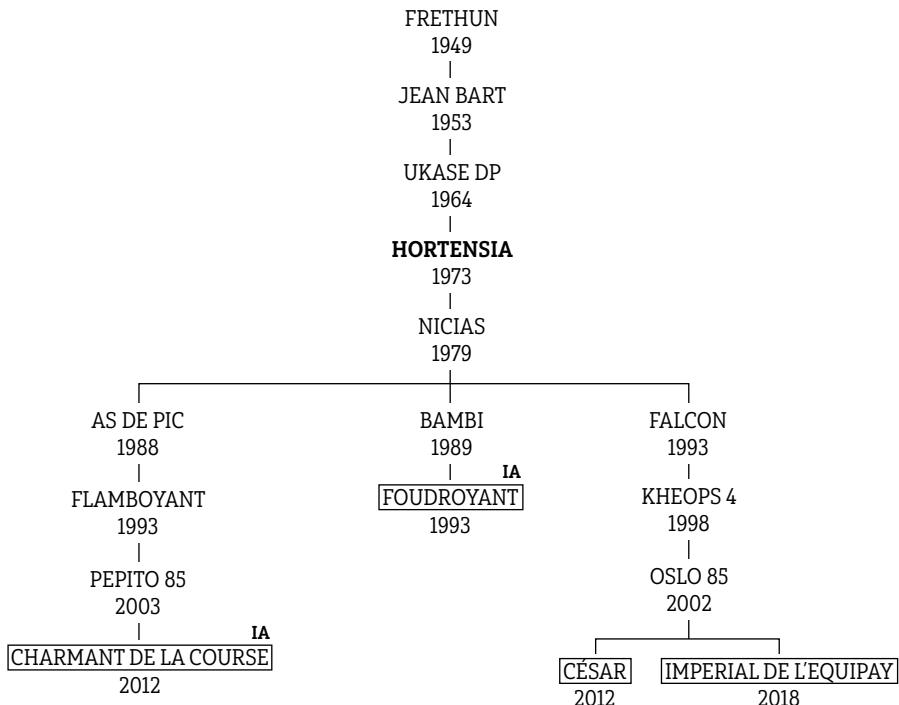 FRETHUN
1949
JEAN BART
1953
UKASE DP
1964
HORTENSIA
1973
NICIAS
1979
AS DE PIC
1988
BAMBI
1989
FALCON
1993
FLAMBOYANT
1993
IA
FOUDROYANT
1993
KHEOPS 4
1998
PEPITO 85
2003
OSLO 85
2002
IA
CHARMANT DE LA COURSE
2012
CÉSAR
2012
IMPERIAL DE L'EQUIPAY
2018